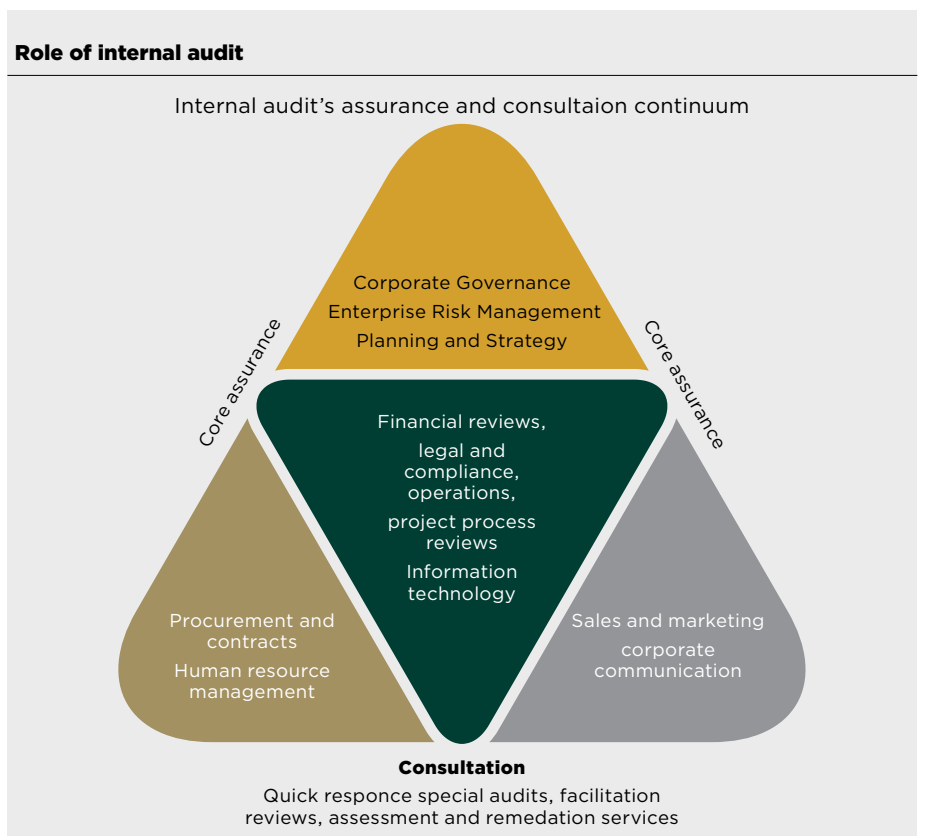 Role of internal audit
Internal audit’s assurance and consultaion continuum
Corporate Governance
Enterprise Risk Management
Planning and Strategy
Core assurance
Core assurance
Financial reviews,
legal and
compliance,
operations,
project process
reviews
Information
technology
Procurement and
contracts
Human resource
management
Sales and marketing
corporate
communication
Consultation
Quick responce special audits, facilitation
reviews, assessment and remedation services